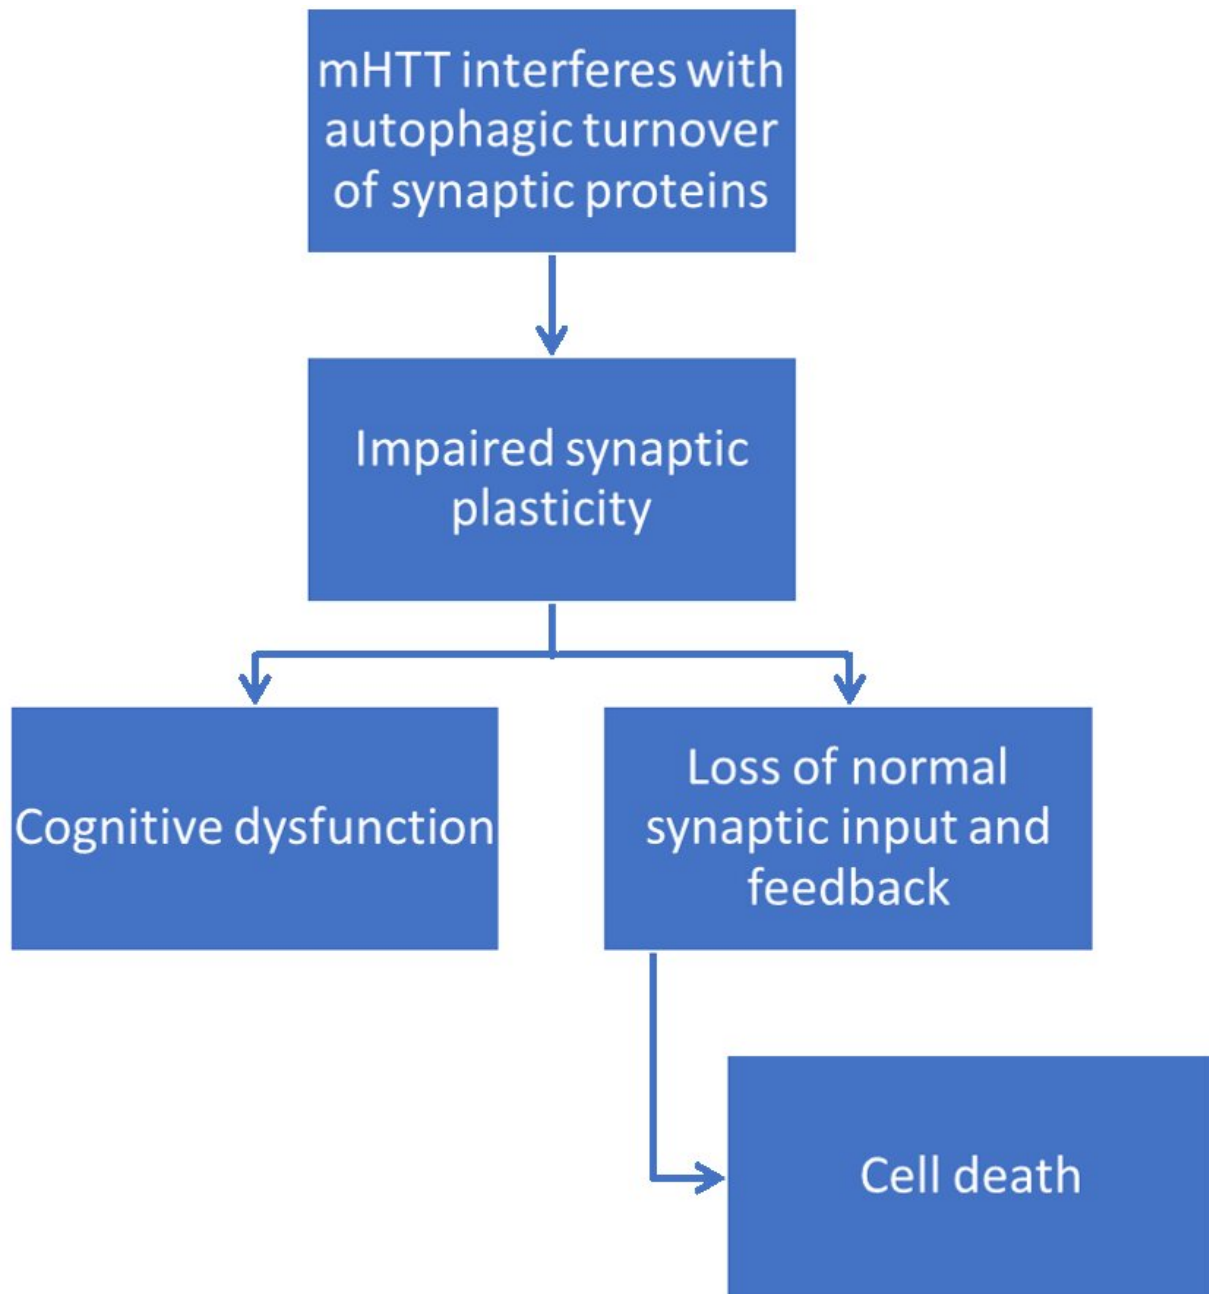 mHTT interferes with
autophagic turnover
of synaptic proteins
Impaired synaptic
plasticity
Cognitive dysfunction
Loss of normal
synaptic input and
feedback
Cell death